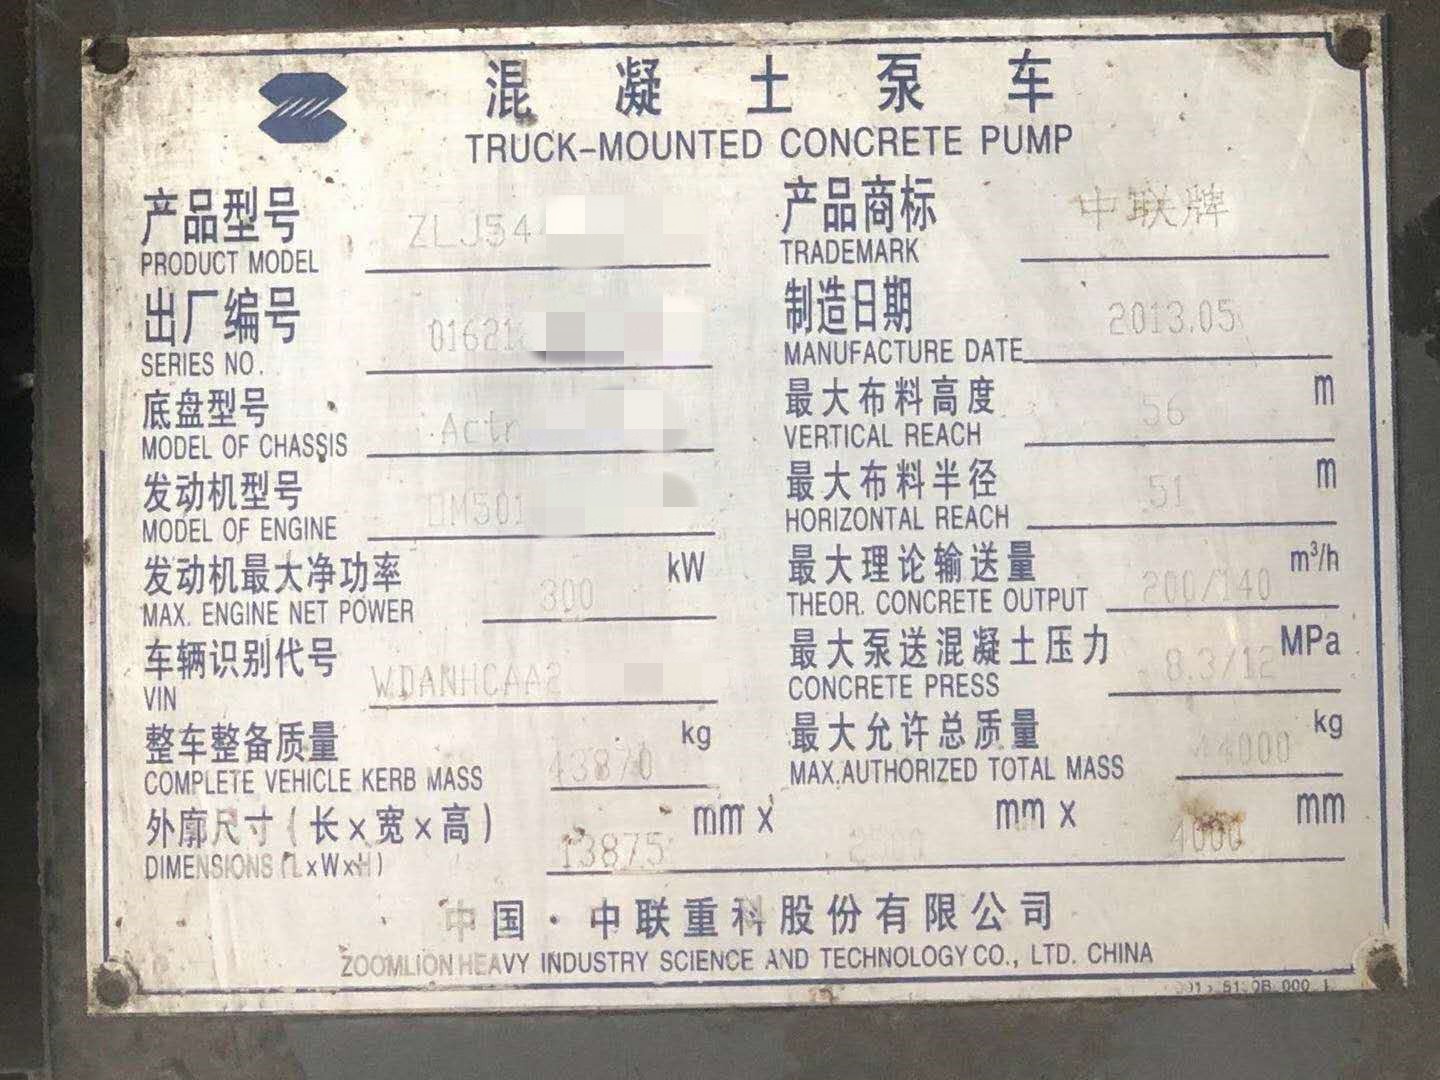 混凝土泵车
TRUCK-MOUNTED CONCRETE PUMP
产品型号 ZLJ54
PRODUCT MODEL
产品商标 中联牌
TRADEMARK
出厂编号 01621
SERIES NO.
制造日期 2013.05
MANUFACTURE DATE
底盘型号 Actr
MODEL OF CHASSIS
最大布料高度 56 m
VERTICAL REACH
发动机型号 OM501
MODEL OF ENGINE
最大布料半径 51 m
HORIZONTAL REACH
发动机最大净功率 300 kW
MAX. ENGINE NET POWER
最大理论输送量 200/140 m³/h
THEOR. CONCRETE OUTPUT
车辆识别代号 WDANHCAA2
VIN
最大泵送混凝土压力 8.3/12 MPa
CONCRETE PRESS
整车整备质量 43870 kg
COMPLETE VEHICLE KERB MASS
最大允许总质量 44000 kg
MAX.AUTHORIZED TOTAL MASS
外廓尺寸(长×宽×高) 13875 mm x mm x 4000 mm
DIMENSIONS(LxWxH)
中国·中联重科股份有限公司
ZOOMLION HEAVY INDUSTRY SCIENCE AND TECHNOLOGY CO., LTD. CHINA